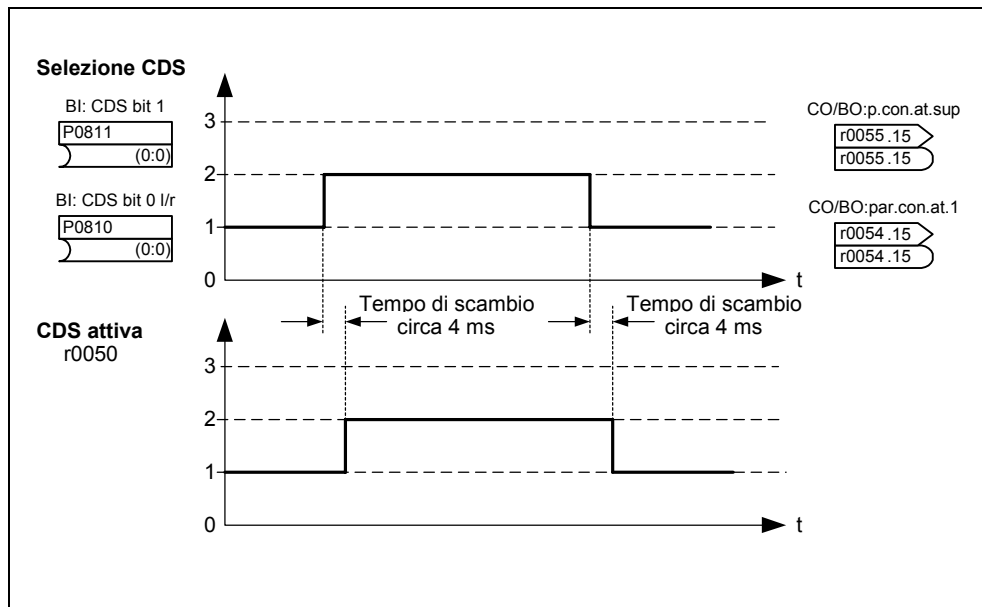 Selezione CDS
BI: CDS bit 1
P0811
(0:0)
BI: CDS bit 0 l/r
P0810
(0:0)
3
2
1
0
t
CO/BO:p.con.at.sup
r0055 .15
r0055 .15
CO/BO:par.con.at.1
r0054 .15
r0054 .15
Tempo di scambio
circa 4 ms
Tempo di scambio
circa 4 ms
CDS attiva
r0050
3
2
1
0
t